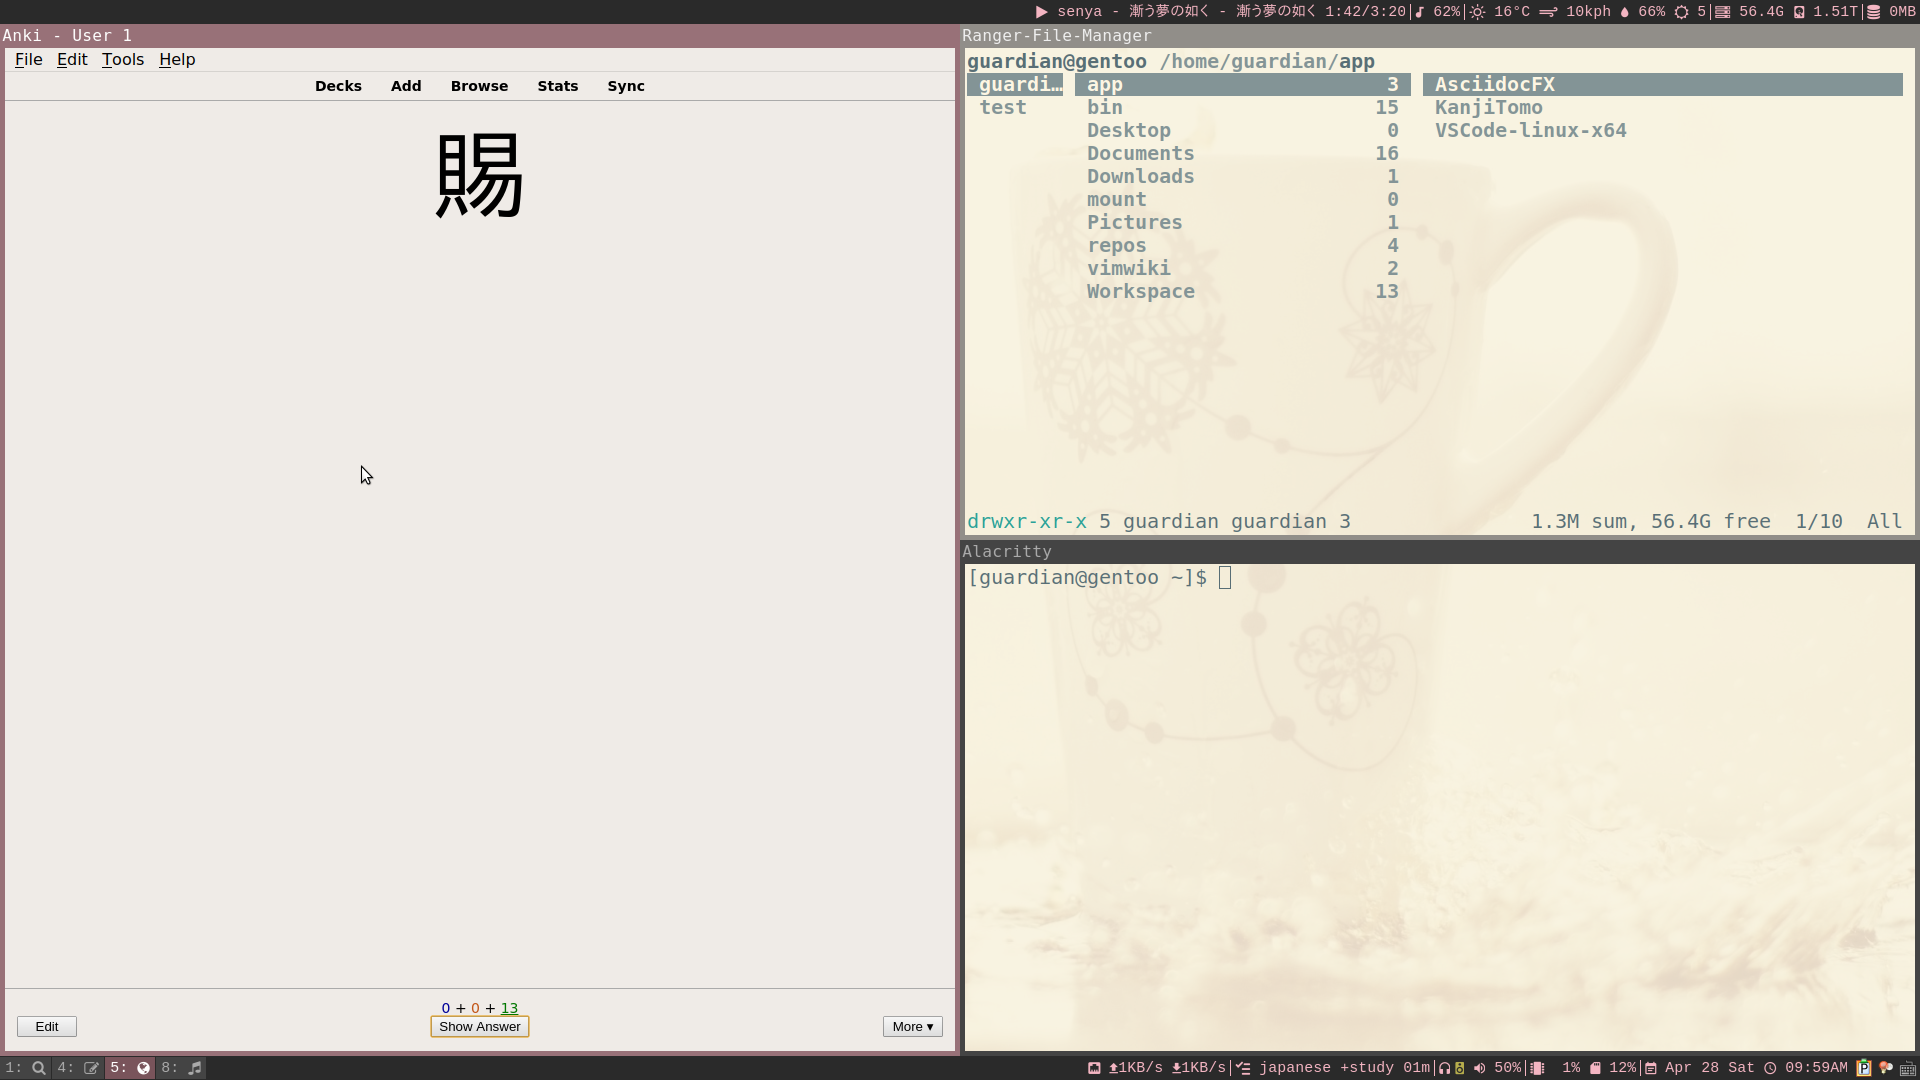 senya - 漸う夢の如く - 漸う夢の如く 1:42/3:20| 62%| 16°C 10kph 66% 5| 56.4G 1.51T| 0MB
Anki - User 1
File Edit Tools Help
Decks Add Browse Stats Sync
賜
0 + 0 + 13
Edit Show Answer More ▾
Ranger-File-Manager
guardian@gentoo /home/guardian/app
guardi… app 3 AsciidocFX
test bin 15 KanjiTomo
Desktop 0 VSCode-linux-x64
Documents 16
Downloads 1
mount 0
Pictures 1
repos 4
vimwiki 2
Workspace 13
drwxr-xr-x 5 guardian guardian 3 1.3M sum, 56.4G free 1/10 All
Alacritty
[guardian@gentoo ~]$
1: 4: 5: 8: 1KB/s 1KB/s| japanese +study 01m| 50%| 1% 12%| Apr 28 Sat 09:59AM